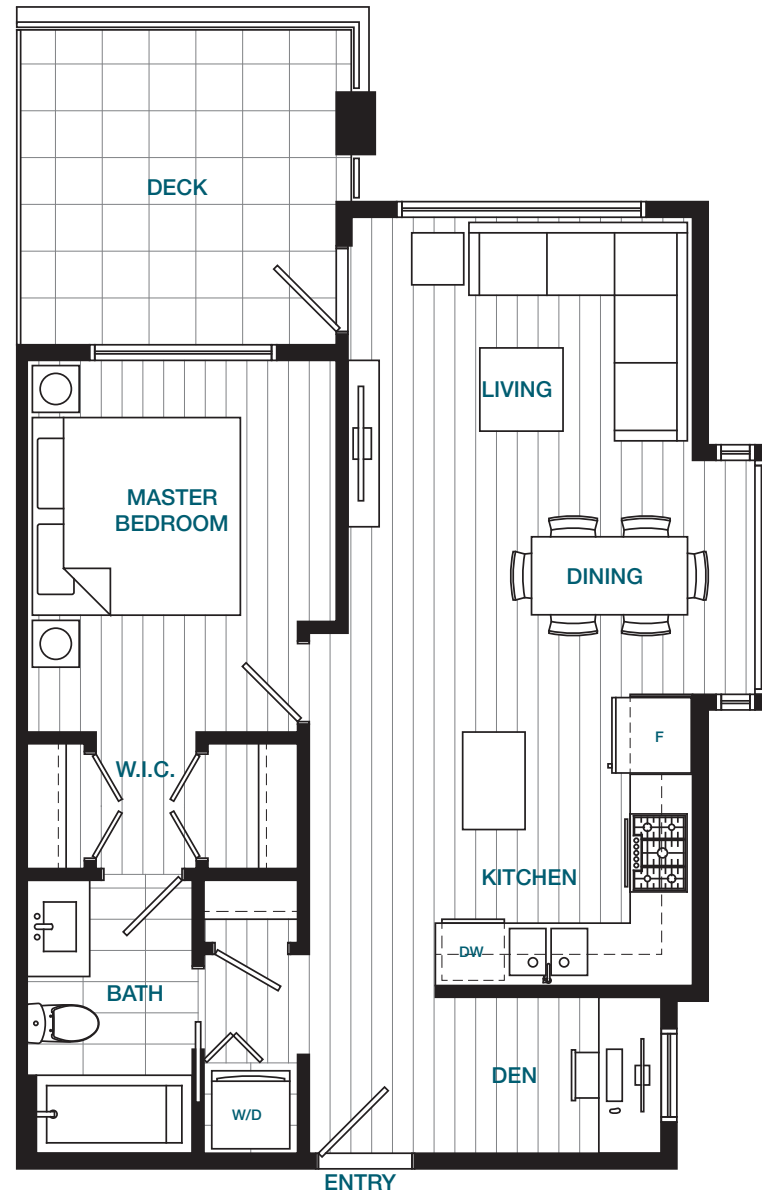 DECK
LIVING
MASTER
BEDROOM
DINING
F
W.I.C.
KITCHEN
DW
BATH
DEN
W/D
ENTRY